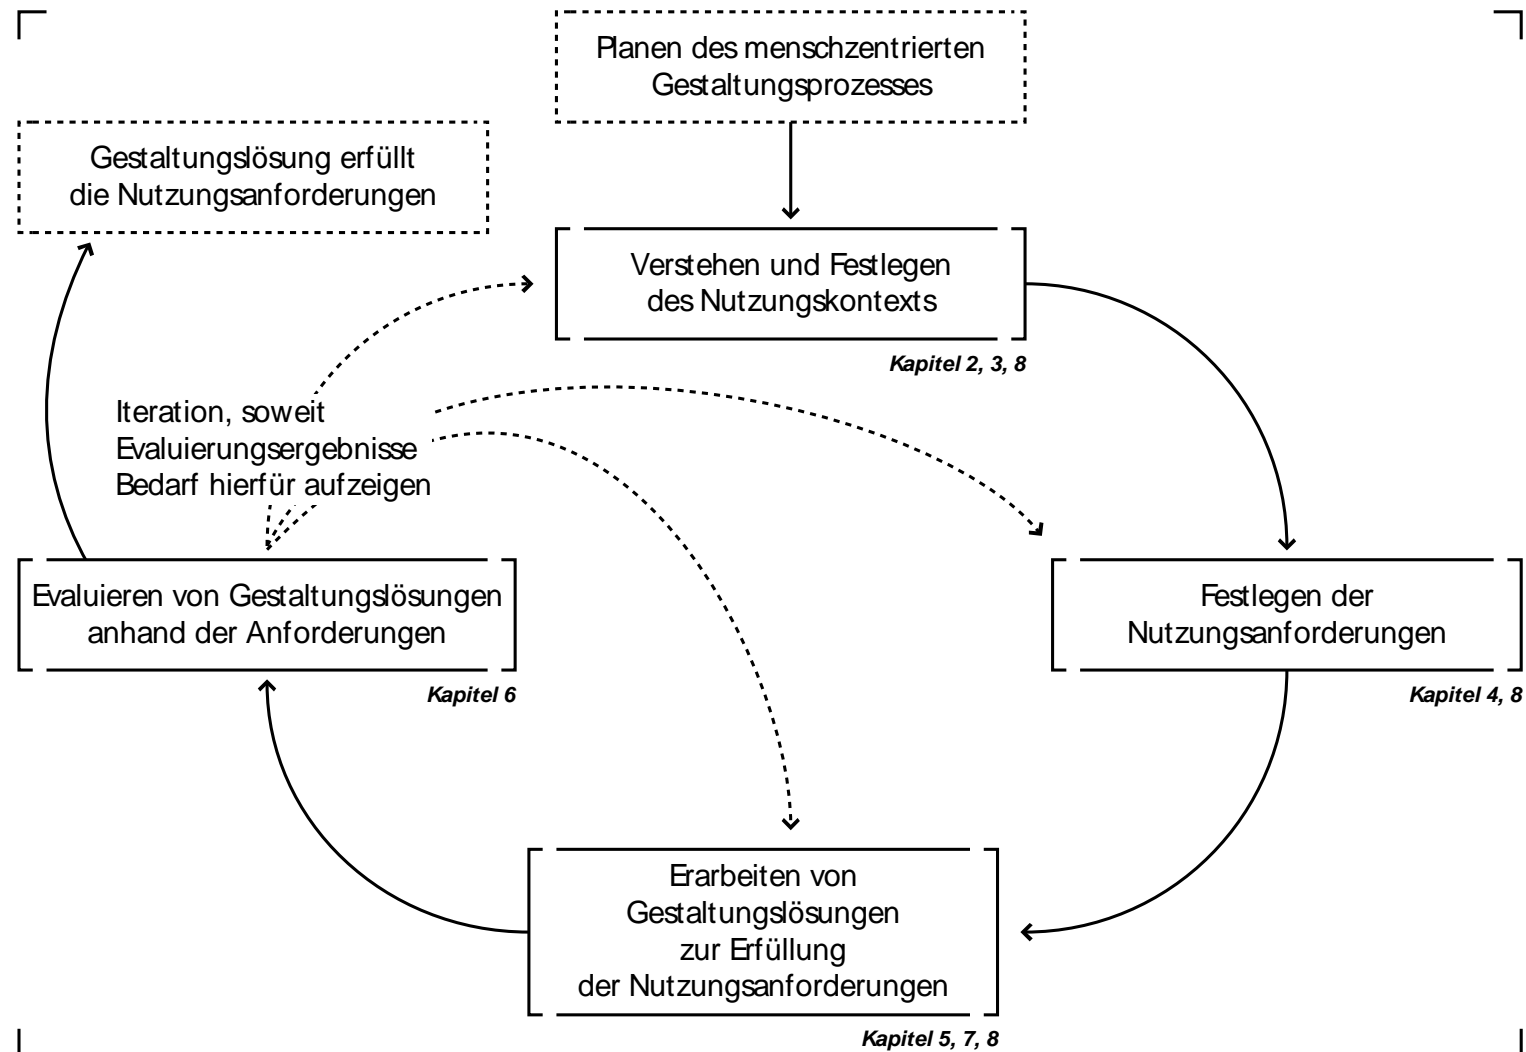 Planen des menschzentrierten
Gestaltungsprozesses
Gestaltungslösung erfüllt
die Nutzungsanforderungen
Verstehen und Festlegen
des Nutzungskontexts
Kapitel 2, 3, 8
Iteration, soweit
Evaluierungsergebnisse
Bedarf hierfür aufzeigen
Evaluieren von Gestaltungslösungen
anhand der Anforderungen
Kapitel 6
Festlegen der
Nutzungsanforderungen
Kapitel 4, 8
Erarbeiten von
Gestaltungslösungen
zur Erfüllung
der Nutzungsanforderungen
Kapitel 5, 7, 8